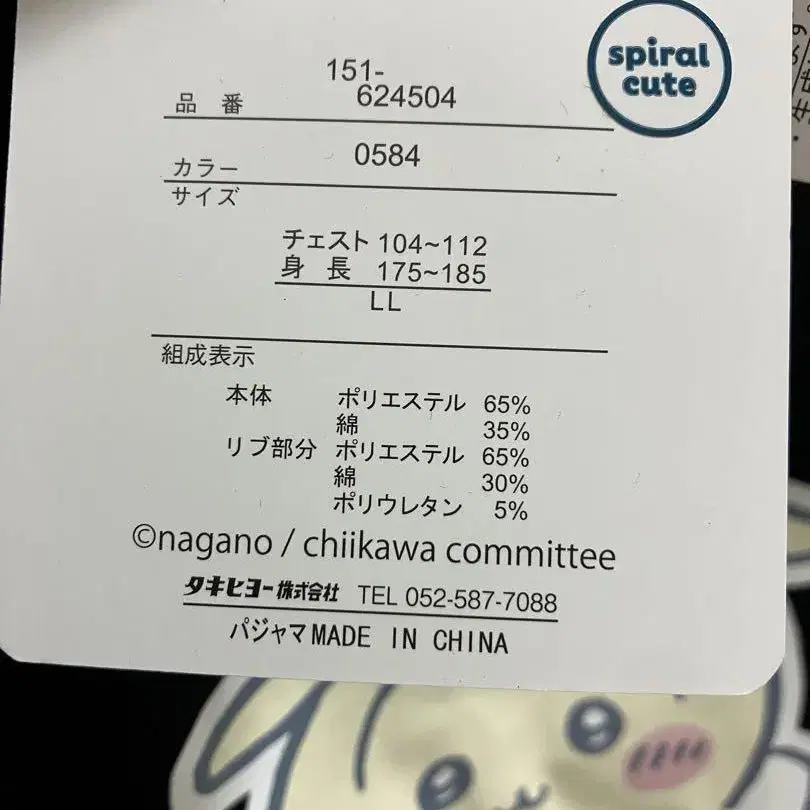 spiral
cute
151-
品 番 624504
カラー 0584
サイズ
チェスト 104~112
身 長 175~185
LL
組成表示
本体 ポリエステル 65%
綿 35%
リブ部分 ポリエステル 65%
綿 30%
ポリウレタン 5%
©nagano / chiikawa committee
タキヒヨー株式会社 TEL 052-587-7088
パジャマ MADE IN CHINA